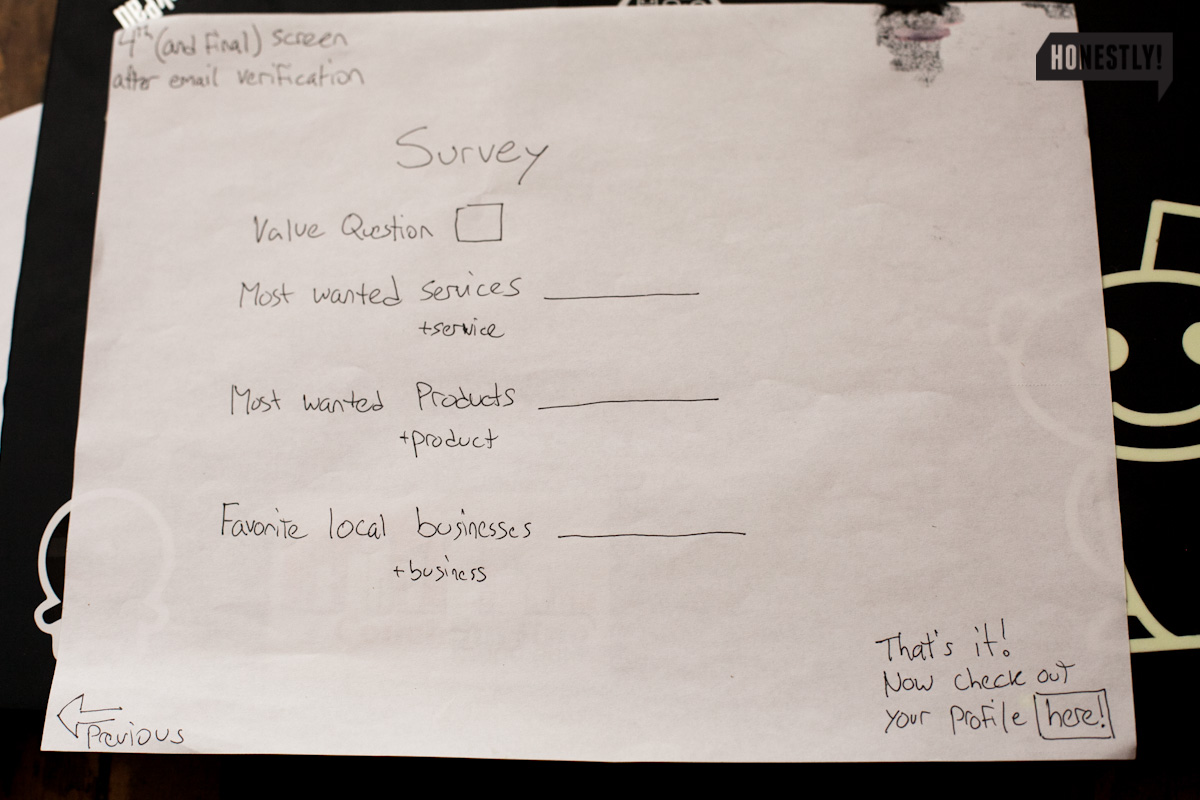 4th (and Final) screen
after email verification
HONESTLY!
Survey
Value Question
Most wanted services
+service
Most wanted Products
+product
Favorite local businesses
+business
That's it!
Now check out
your profile here!
Previous